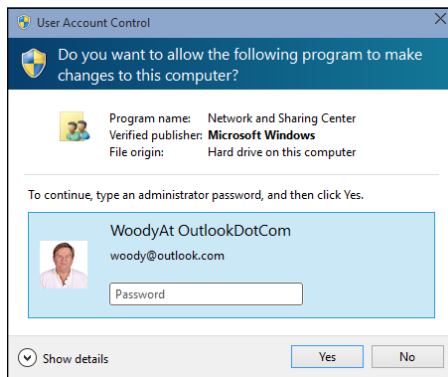 User Account Control
Do you want to allow the following program to make
changes to this computer?
Program name: Network and Sharing Center
Verified publisher: Microsoft Windows
File origin: Hard drive on this computer
To continue, type an administrator password, and then click Yes.
WoodyAt OutlookDotCom
woody@outlook.com
Password
Show details
Yes
No